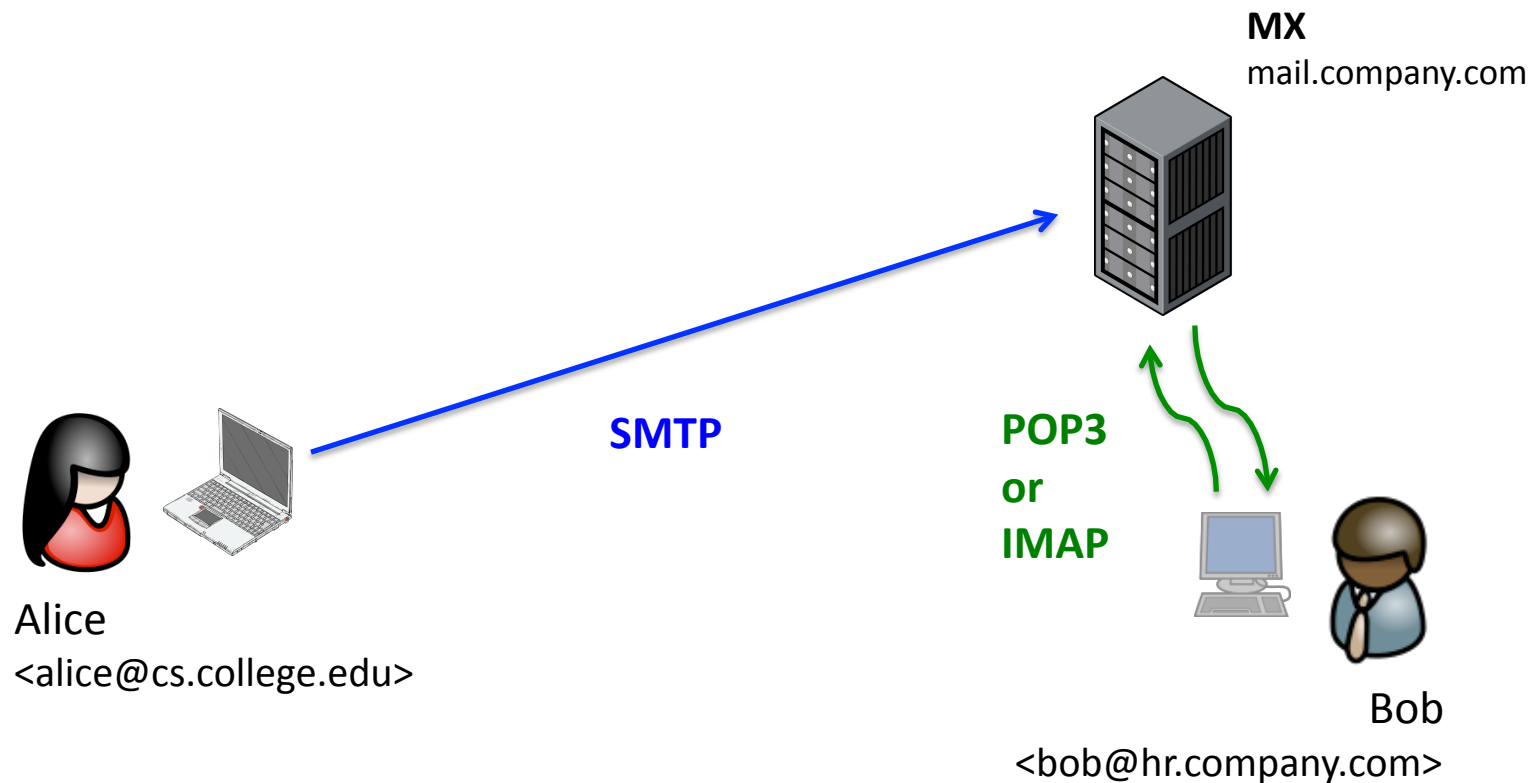 MX
mail.company.com
SMTP
POP3
or
IMAP
Alice
<alice@cs.college.edu>
Bob
<bob@hr.company.com>